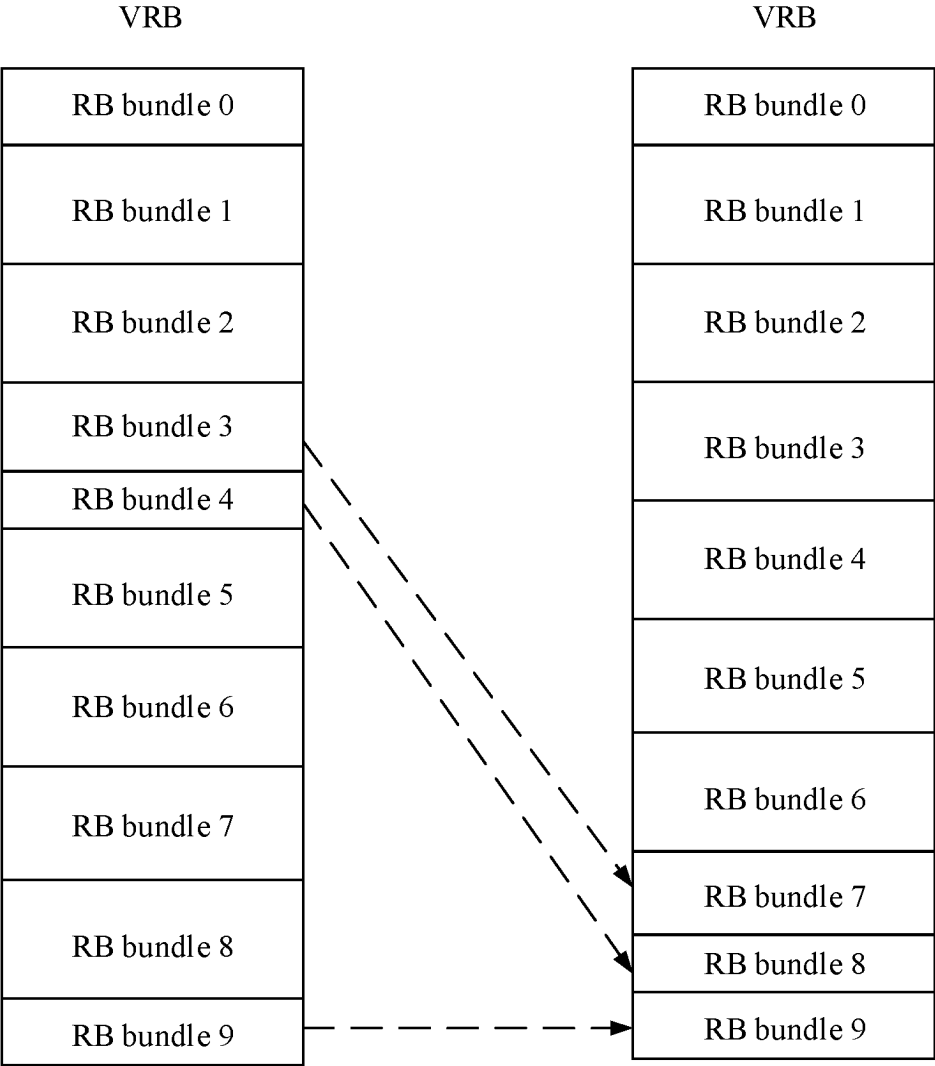 VRB
RB bundle 0
RB bundle 1
RB bundle 2
RB bundle 3
RB bundle 4
RB bundle 5
RB bundle 6
RB bundle 7
RB bundle 8
RB bundle 9
VRB
RB bundle 0
RB bundle 1
RB bundle 2
RB bundle 3
RB bundle 4
RB bundle 5
RB bundle 6
RB bundle 7
RB bundle 8
RB bundle 9